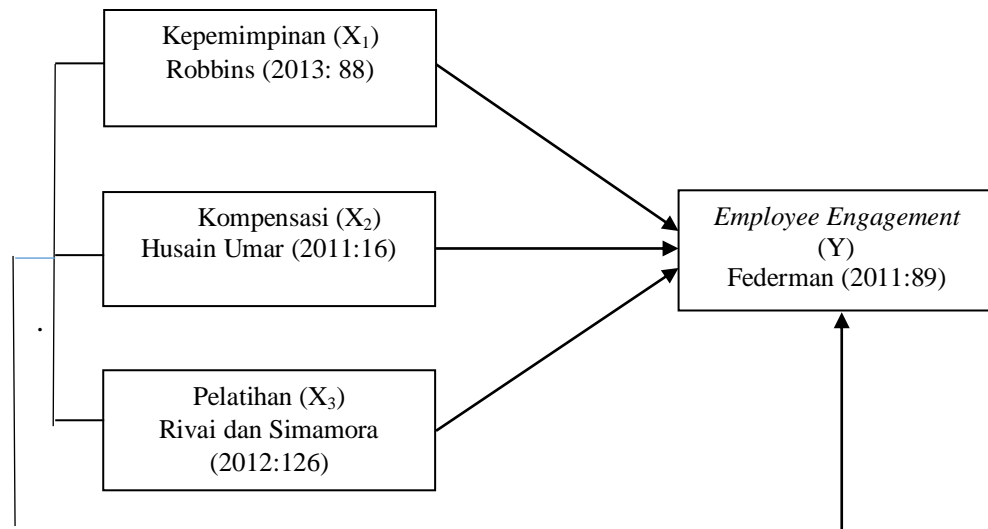 Kepemimpinan (X₁)
Robbins (2013: 88)
Kompensasi (X₂)
Husain Umar (2011:16)
Employee Engagement
(Y)
Federman (2011:89)
Pelatihan (X₃)
Rivai dan Simamora
(2012:126)